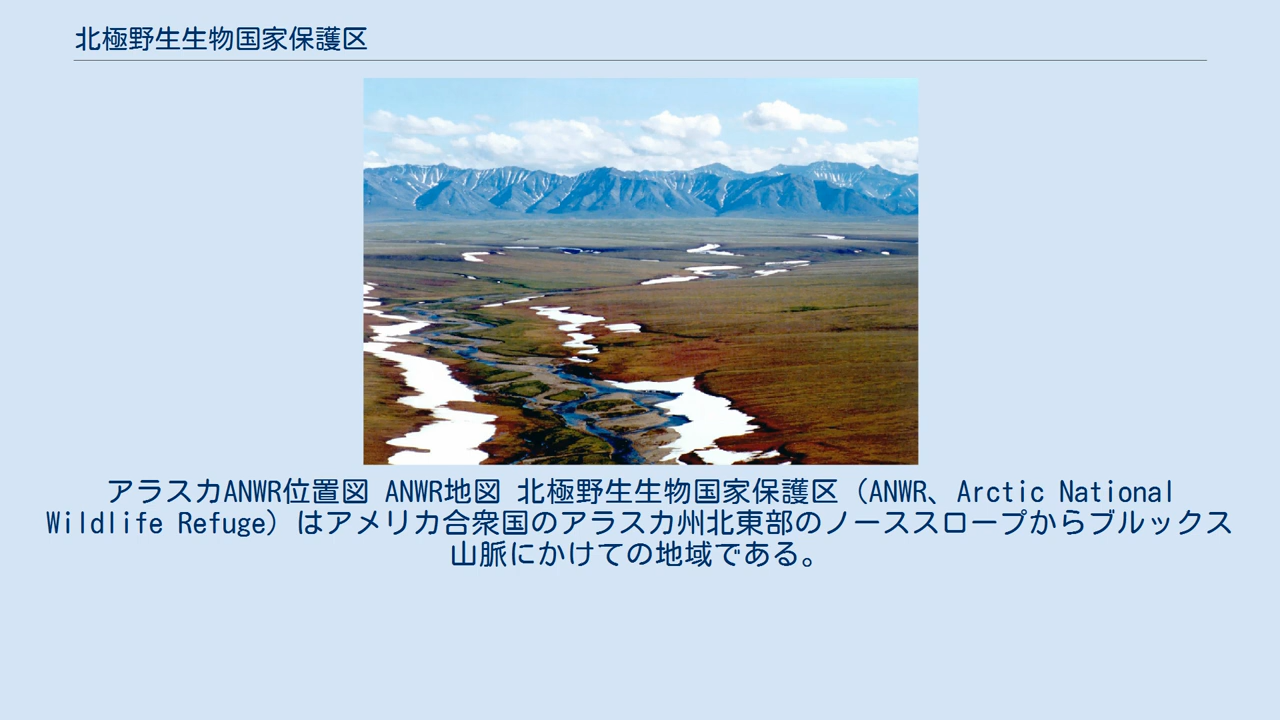 北極野生生物国家保護区
アラスカANWR位置図 ANWR地図 北極野生生物国家保護区（ANWR、Arctic National
Wildlife Refuge）はアメリカ合衆国のアラスカ州北東部のノーススロープからブルックス
山脈にかけての地域である。